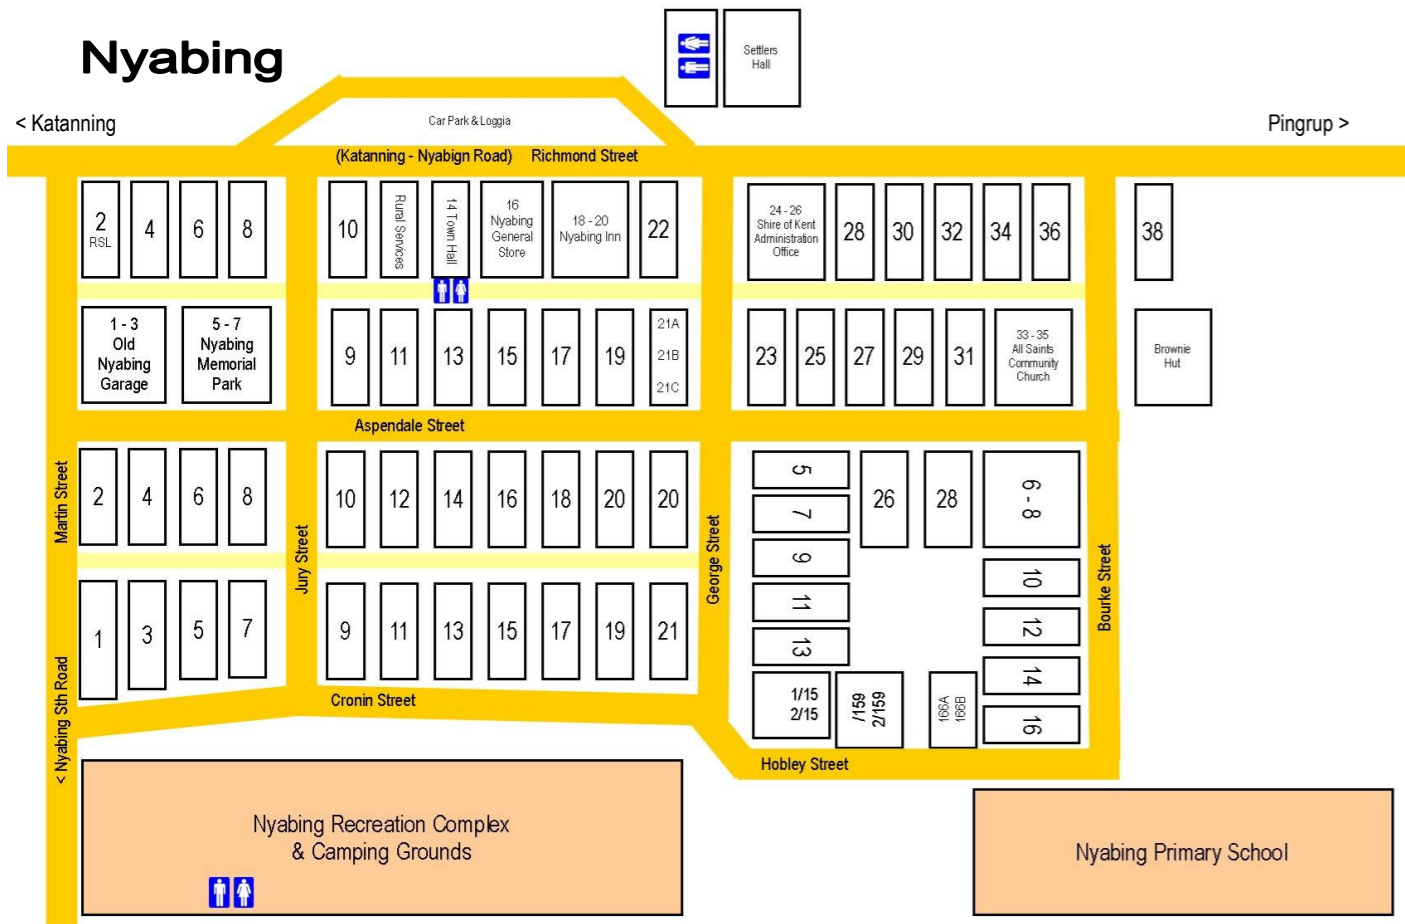 Nyabing
Settlers
Hall
< Katanning
Car Park & Loggia
Pingrup >
(Katanning - Nyabign Road) Richmond Street
2
RSL
4
6
8
10
Rural Services
14 Town Hall
16
Nyabing
General
Store
18 - 20
Nyabing Inn
22
24 - 26
Shire of Kent
Administration
Office
28
30
32
34
36
38
1 - 3
Old
Nyabing
Garage
5 - 7
Nyabing
Memorial
Park
9
11
13
15
17
19
21A
21B
21C
23
25
27
29
31
33 - 35
All Saints
Community
Church
Brownie
Hut
Aspendale Street
Martin Street
2
4
6
8
Jury Street
10
12
14
16
18
20
20
George Street
5
7
9
11
13
26
28
6 - 8
10
12
14
16
Bourke Street
1
3
5
7
9
11
13
15
17
19
21
1/15
2/15
/159
2/159
166A
166B
< Nyabing Sth Road
Cronin Street
Hobley Street
Nyabing Recreation Complex
& Camping Grounds
Nyabing Primary School